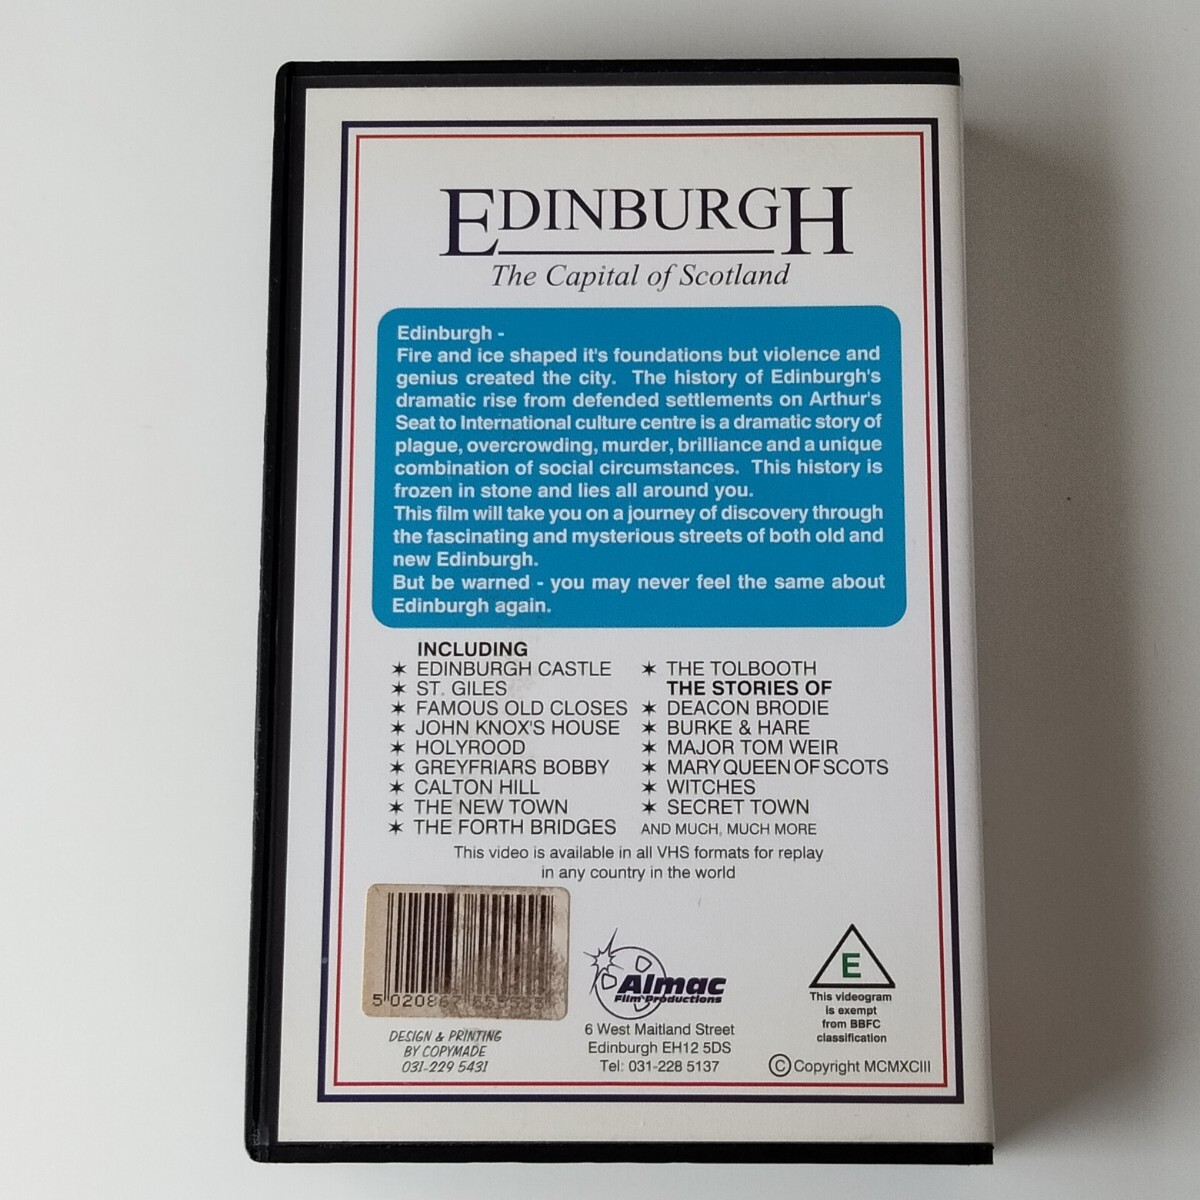 EDINBURGH
The Capital of Scotland
Edinburgh -
Fire and ice shaped it's foundations but violence and
genius created the city. The history of Edinburgh's
dramatic rise from defended settlements on Arthur's
Seat to International culture centre is a dramatic story of
plague, overcrowding, murder, brilliance and a unique
combination of social circumstances. This history is
frozen in stone and lies all around you.
This film will take you on a journey of discovery through
the fascinating and mysterious streets of both old and
new Edinburgh.
But be warned - you may never feel the same about
Edinburgh again.
INCLUDING
✶ EDINBURGH CASTLE
✶ ST. GILES
✶ FAMOUS OLD CLOSES
✶ JOHN KNOX'S HOUSE
✶ HOLYROOD
✶ GREYFRIARS BOBBY
✶ CALTON HILL
✶ THE NEW TOWN
✶ THE FORTH BRIDGES
✶ THE TOLBOOTH
THE STORIES OF
✶ DEACON BRODIE
✶ BURKE & HARE
✶ MAJOR TOM WEIR
✶ MARY QUEEN OF SCOTS
✶ WITCHES
✶ SECRET TOWN
AND MUCH, MUCH MORE
This video is available in all VHS formats for replay
in any country in the world
5 020867
DESIGN & PRINTING
BY COPYMADE
031-229 5431
Almac
Film Productions
6 West Maitland Street
Edinburgh EH12 5DS
Tel: 031-228 5137
E
This videogram
is exempt
from BBFC
classification
© Copyright MCMXCIII